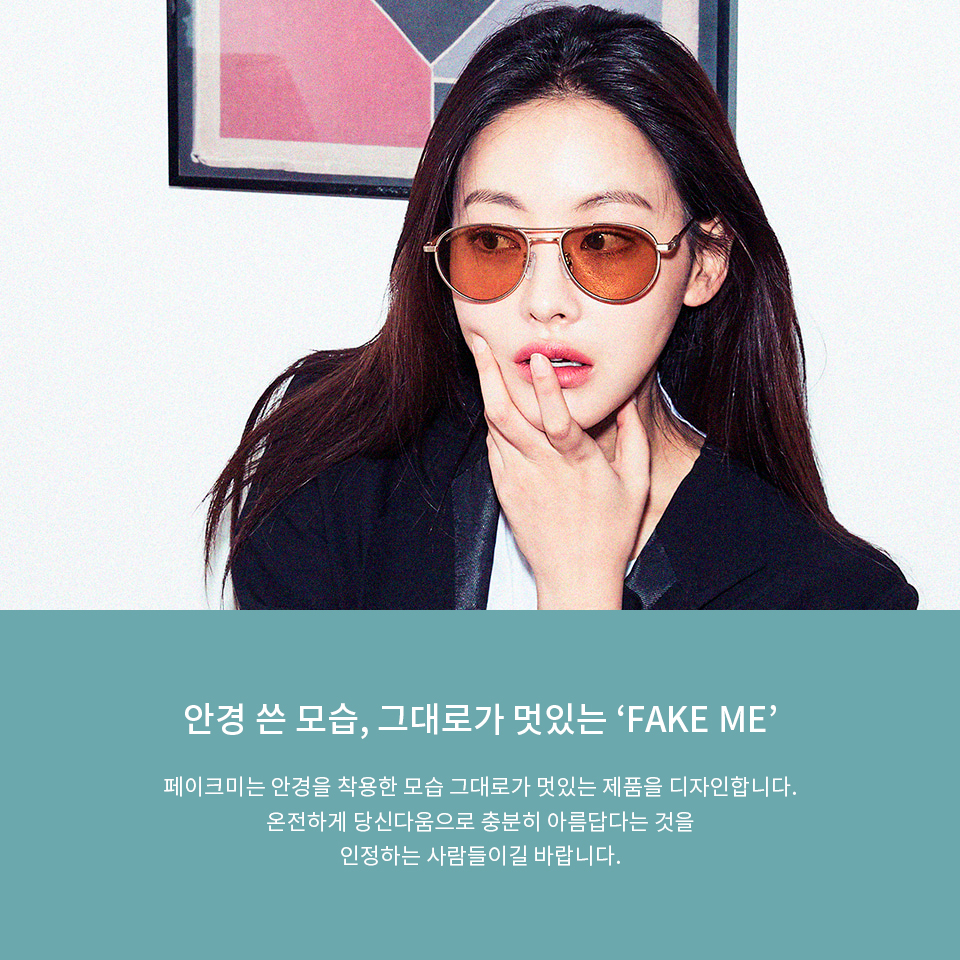 안경 쓴 모습, 그대로가 멋있는 ‘FAKE ME’
페이크미는 안경을 착용한 모습 그대로가 멋있는 제품을 디자인합니다.
온전하게 당신다움으로 충분히 아름답다는 것을
인정하는 사람들이길 바랍니다.